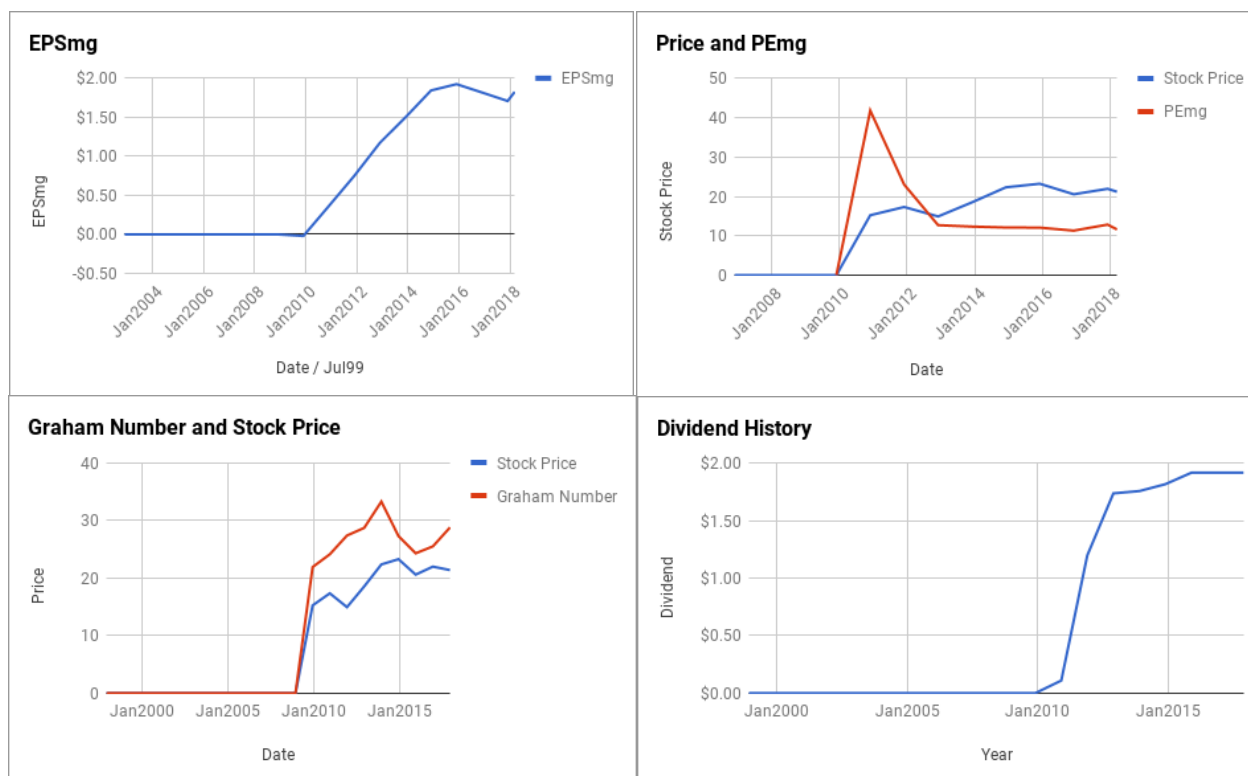 EPSmg
$2.00
$1.50
$1.00
$0.50
$0.00
-$0.50
EPSmg
Jan2004
Jan2006
Jan2008
Jan2010
Jan2012
Jan2014
Jan2016
Jan2018
Date / Jul99
EPSmg
Price and PEmg
50
40
30
20
10
0
Stock Price
Jan2008
Jan2010
Jan2012
Jan2014
Jan2016
Jan2018
Date
Stock Price
PEmg
Graham Number and Stock Price
40
30
20
10
0
Price
Jan2000
Jan2005
Jan2010
Jan2015
Date
Stock Price
Graham Number
Dividend History
$2.00
$1.50
$1.00
$0.50
$0.00
Dividend
Jan2000
Jan2005
Jan2010
Jan2015
Year